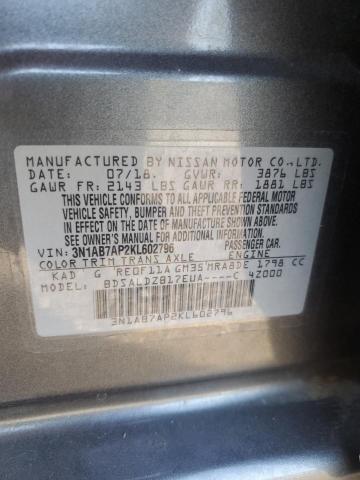 MANUFACTURED BY NISSAN MOTOR CO.,LTD.
DATE: 07/18. GVWR: 3876 LBS
GAWR FR: 2143 LBS GAWR RR: 1881 LBS
THIS VEHICLE CONFORMS TO ALL APPLICABLE FEDERAL MOTOR
VEHICLE SAFETY, BUMPER AND THEFT PREVENTION STANDARDS
IN EFFECT ON THE DATE OF MANUFACTURE SHOWN ABOVE.
SEE OWNER'S MANUAL FOR ADDITIONAL INFORMATION.
VIN: 3N1AB7AP2KL602796 PASSENGER CAR.
COLOR TRIM TRANS AXLE ENGINE
KAD G RE0F11A GM35 MRA8DE 1798 CC
MODEL: BDSALDZB17EUA----C 4Z000
3N1AB7AP2KL602796